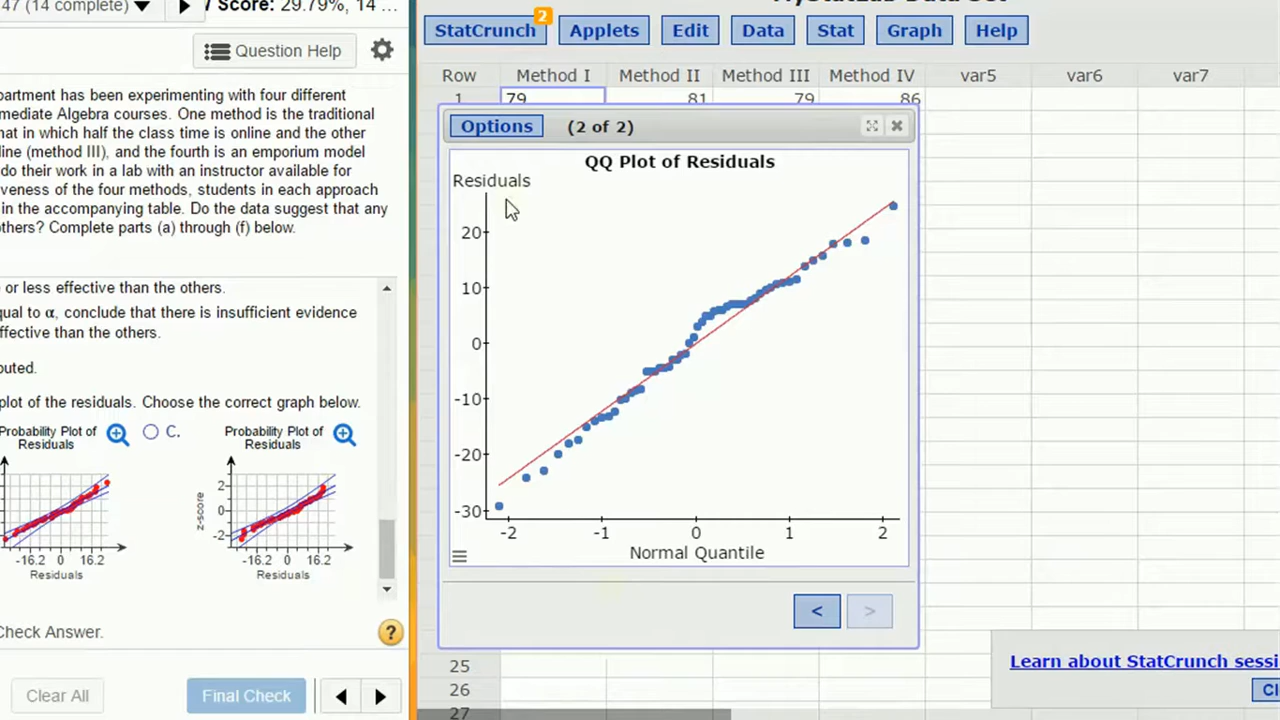 47 (14 complete)
Score: 29.79%, 14 ...
Question Help
partment has been experimenting with four different
mediate Algebra courses. One method is the traditional
nat in which half the class time is online and the other
line (method III), and the fourth is an emporium model
do their work in a lab with an instructor available for
veness of the four methods, students in each approach
in the accompanying table. Do the data suggest that any
others? Complete parts (a) through (f) below.
e or less effective than the others.
qual to α, conclude that there is insufficient evidence
ffective than the others.
puted.
plot of the residuals. Choose the correct graph below.
Probability Plot of
Residuals
-16.2 0 16.2
Residuals
C.
Probability Plot of
Residuals
z-score
2
0
-2
-16.2 0 16.2
Residuals
Check Answer.
?
Clear All
Final Check
StatCrunch
2
Applets
Edit
Data
Stat
Graph
Help
Row Method I Method II Method III Method IV var5 var6 var7
1 79 81 79 86
Options
(2 of 2)
QQ Plot of Residuals
Residuals
20
10
0
-10
-20
-30
-2 -1 0 1 2
Normal Quantile
<
>
25
26
27
Learn about StatCrunch sessi
Cl